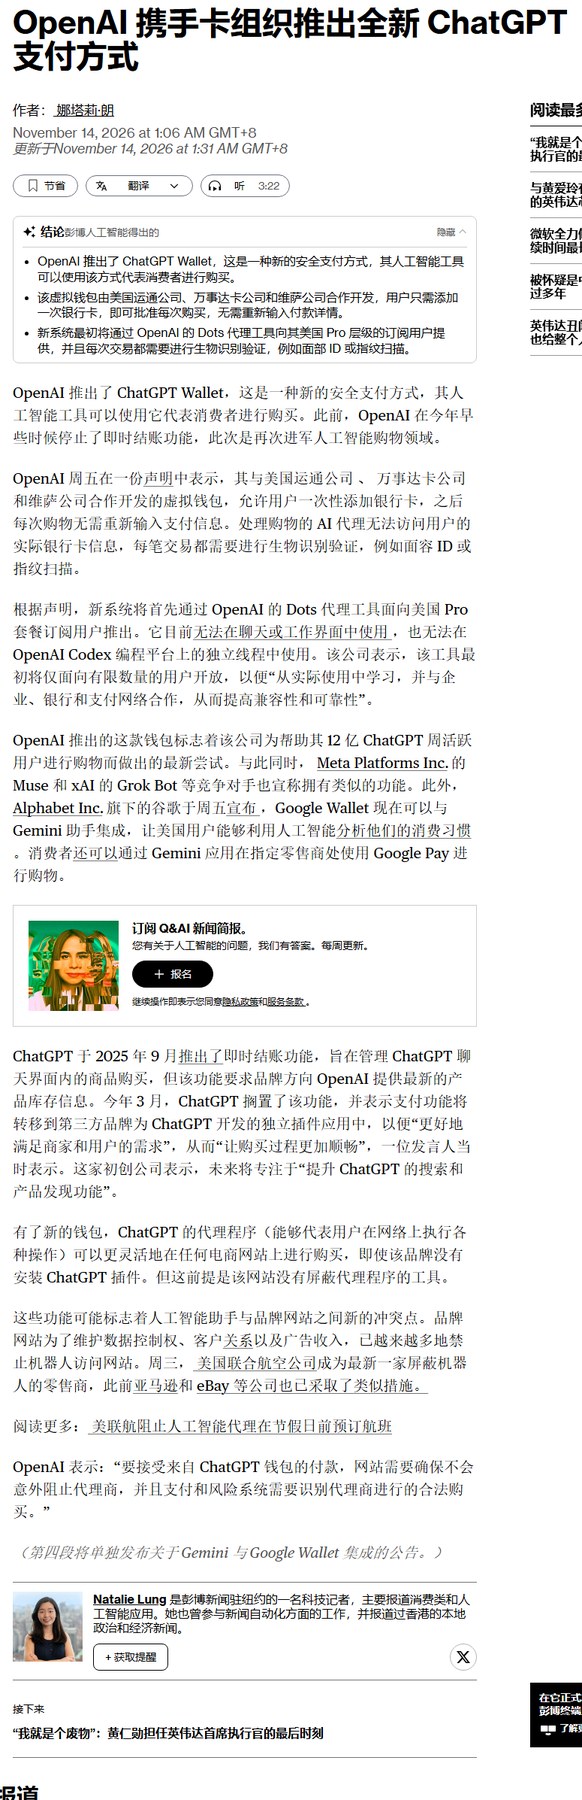 OpenAI 携手卡组织推出全新 ChatGPT
支付方式
作者： 娜塔莉·朗
November 14, 2026 at 1:06 AM GMT+8
更新于November 14, 2026 at 1:31 AM GMT+8
节省
翻译
听 3:22
结论彭博人工智能得出的
隐藏
• OpenAI 推出了 ChatGPT Wallet，这是一种新的安全支付方式，其人工智能工具
可以使用该方式代表消费者进行购买。
• 该虚拟钱包由美国运通公司、万事达卡公司和维萨公司合作开发，用户只需添加
一次银行卡，即可批准每次购买，无需重新输入付款详情。
• 新系统最初将通过 OpenAI 的 Dots 代理工具向其美国 Pro 层级的订阅用户提
供，并且每次交易都需要进行生物识别验证，例如面部 ID 或指纹扫描。
OpenAI 推出了 ChatGPT Wallet，这是一种新的安全支付方式，其人
工智能工具可以使用它代表消费者进行购买。此前，OpenAI 在今年早
些时候停止了即时结账功能，此次是再次进军人工智能购物领域。
OpenAI 周五在一份声明中表示，其与美国运通公司 、 万事达卡公司
和维萨公司合作开发的虚拟钱包，允许用户一次性添加银行卡，之后
每次购物无需重新输入支付信息。处理购物的 AI 代理无法访问用户的
实际银行卡信息，每笔交易都需要进行生物识别验证，例如面容 ID 或
指纹扫描。
根据声明，新系统将首先通过 OpenAI 的 Dots 代理工具面向美国 Pro
套餐订阅用户推出。它目前无法在聊天或工作界面中使用 ，也无法在
OpenAI Codex 编程平台上的独立线程中使用。该公司表示，该工具最
初将仅面向有限数量的用户开放，以便“从实际使用中学习，并与企
业、银行和支付网络合作，从而提高兼容性和可靠性”。
OpenAI 推出的这款钱包标志着该公司为帮助其 12 亿 ChatGPT 周活跃
用户进行购物而做出的最新尝试。与此同时， Meta Platforms Inc. 的
Muse 和 xAI 的 Grok Bot 等竞争对手也宣称拥有类似的功能。此外，
Alphabet Inc. 旗下的谷歌于周五宣布 ，Google Wallet 现在可以与
Gemini 助手集成，让美国用户能够利用人工智能分析他们的消费习惯
。消费者还可以通过 Gemini 应用在指定零售商处使用 Google Pay 进
行购物。
订阅 Q&AI 新闻简报。
您有关于人工智能的问题，我们有答案。每周更新。
+ 报名
继续操作即表示您同意隐私政策和服务条款 。
ChatGPT 于 2025 年 9 月推出了即时结账功能，旨在管理 ChatGPT 聊
天界面内的商品购买，但该功能要求品牌方向 OpenAI 提供最新的产
品库存信息。今年 3 月，ChatGPT 搁置了该功能，并表示支付功能将
转移到第三方品牌为 ChatGPT 开发的独立插件应用中，以便“更好地
满足商家和用户的需求”，从而“让购买过程更加顺畅”，一位发言人当
时表示。这家初创公司表示，未来将专注于“提升 ChatGPT 的搜索和
产品发现功能”。
有了新的钱包，ChatGPT 的代理程序（能够代表用户在网络上执行各
种操作）可以更灵活地在任何电商网站上进行购买，即使该品牌没有
安装 ChatGPT 插件。但这前提是该网站没有屏蔽代理程序的工具。
这些功能可能标志着人工智能助手与品牌网站之间新的冲突点。品牌
网站为了维护数据控制权、客户关系以及广告收入，已越来越多地禁
止机器人访问网站。周三， 美国联合航空公司成为最新一家屏蔽机器
人的零售商，此前亚马逊和 eBay 等公司也已采取了类似措施。
阅读更多： 美联航阻止人工智能代理在节假日前预订航班
OpenAI 表示：“要接受来自 ChatGPT 钱包的付款，网站需要确保不会
意外阻止代理商，并且支付和风险系统需要识别代理商进行的合法购
买。”
（第四段将单独发布关于 Gemini 与 Google Wallet 集成的公告。）
Natalie Lung 是彭博新闻驻纽约的一名科技记者，主要报道消费类和人
工智能应用。她也曾参与新闻自动化方面的工作，并报道过香港的本地
政治和经济新闻。
+ 获取提醒
接下来
“我就是个废物”：黄仁勋担任英伟达首席执行官的最后时刻
报道
阅读最多
“我就是个
执行官的最
与黄爱玲有
的英伟达
微软全力
续时间最
被怀疑是
过多年
英伟达丑
也给整个
在它正式
彭博终端
了解更